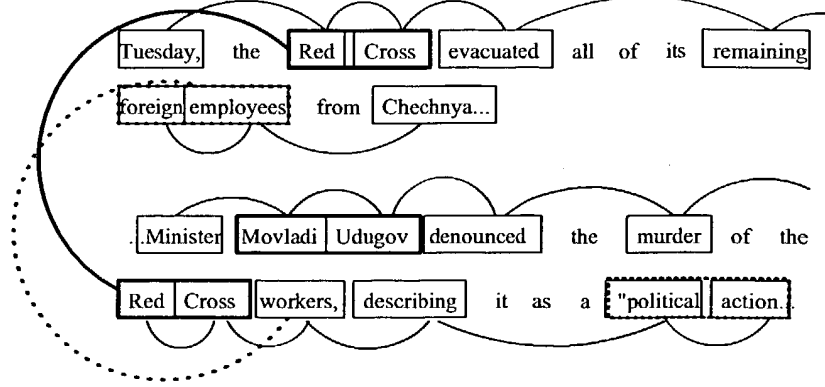 Tuesday, the Red Cross evacuated all of its remaining
foreign employees from Chechnya...
...Minister Movladi Udugov denounced the murder of the
Red Cross workers, describing it as a "political action...